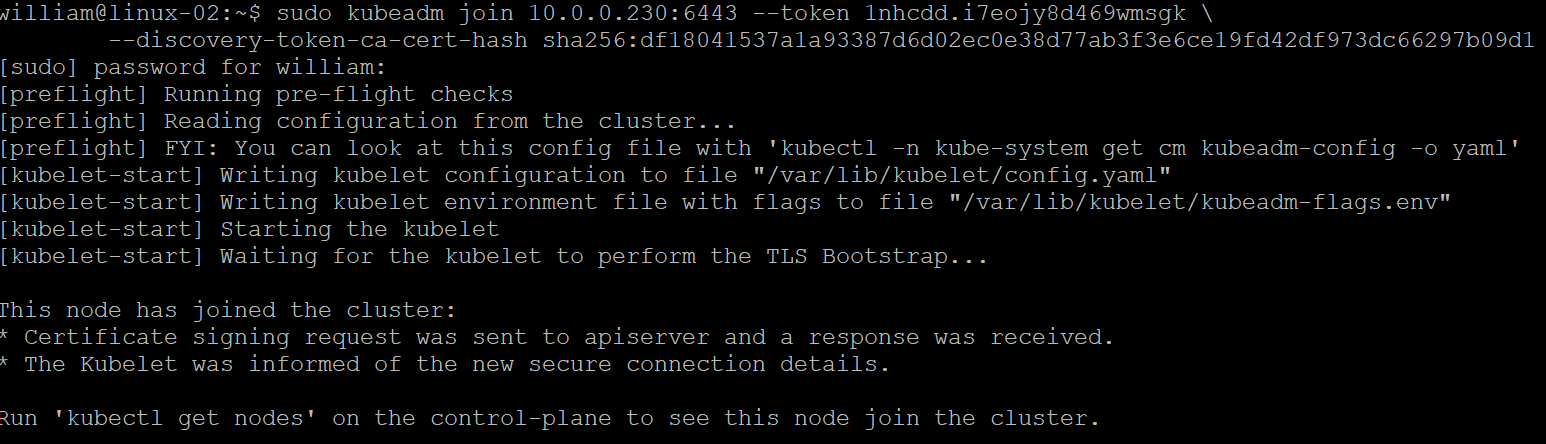 william@linux-02:~$ sudo kubeadm join 10.0.0.230:6443 --token 1nhcdd.i7eojy8d469wmsgk \
        --discovery-token-ca-cert-hash sha256:df18041537a1a93387d6d02ec0e38d77ab3f3e6ce19fd42df973dc66297b09d1
[sudo] password for william:
[preflight] Running pre-flight checks
[preflight] Reading configuration from the cluster...
[preflight] FYI: You can look at this config file with 'kubectl -n kube-system get cm kubeadm-config -o yaml'
[kubelet-start] Writing kubelet configuration to file "/var/lib/kubelet/config.yaml"
[kubelet-start] Writing kubelet environment file with flags to file "/var/lib/kubelet/kubeadm-flags.env"
[kubelet-start] Starting the kubelet
[kubelet-start] Waiting for the kubelet to perform the TLS Bootstrap...

This node has joined the cluster:
* Certificate signing request was sent to apiserver and a response was received.
* The Kubelet was informed of the new secure connection details.

Run 'kubectl get nodes' on the control-plane to see this node join the cluster.